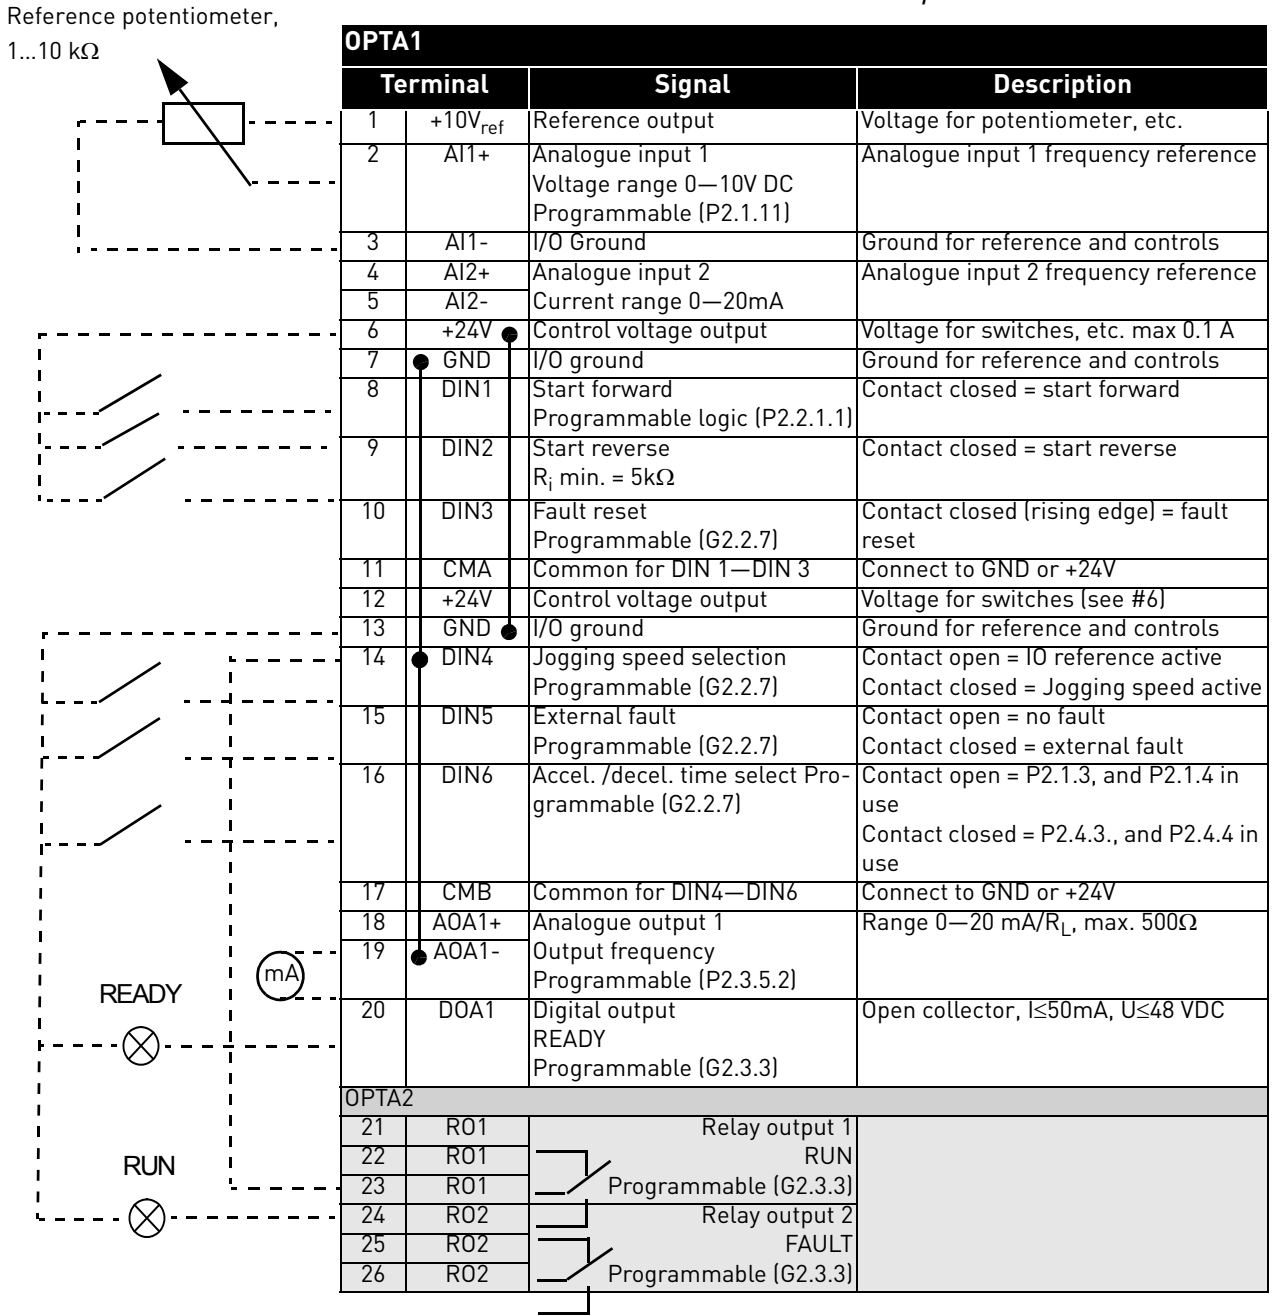 Reference potentiometer,
1...10 kΩ
OPTA1
Terminal Signal Description
1 +10Vref Reference output Voltage for potentiometer, etc.
2 AI1+ Analogue input 1 Analogue input 1 frequency reference
Voltage range 0—10V DC
Programmable (P2.1.11)
3 AI1- I/O Ground Ground for reference and controls
4 AI2+ Analogue input 2 Analogue input 2 frequency reference
5 AI2- Current range 0—20mA
6 +24V Control voltage output Voltage for switches, etc. max 0.1 A
7 GND I/O ground Ground for reference and controls
8 DIN1 Start forward Contact closed = start forward
Programmable logic (P2.2.1.1)
9 DIN2 Start reverse Contact closed = start reverse
Ri min. = 5kΩ
10 DIN3 Fault reset Contact closed (rising edge) = fault
Programmable (G2.2.7) reset
11 CMA Common for DIN 1—DIN 3 Connect to GND or +24V
12 +24V Control voltage output Voltage for switches (see #6)
13 GND I/O ground Ground for reference and controls
14 DIN4 Jogging speed selection Contact open = IO reference active
Programmable (G2.2.7) Contact closed = Jogging speed active
15 DIN5 External fault Contact open = no fault
Programmable (G2.2.7) Contact closed = external fault
16 DIN6 Accel. /decel. time select Pro- Contact open = P2.1.3, and P2.1.4 in
grammable (G2.2.7) use
Contact closed = P2.4.3., and P2.4.4 in
use
17 CMB Common for DIN4—DIN6 Connect to GND or +24V
18 AOA1+ Analogue output 1 Range 0—20 mA/RL, max. 500Ω
19 AOA1- Output frequency
mA Programmable (P2.3.5.2)
READY
20 DOA1 Digital output Open collector, I≤50mA, U≤48 VDC
READY
Programmable (G2.3.3)
OPTA2
21 RO1 Relay output 1
22 RO1 RUN
RUN
23 RO1 Programmable (G2.3.3)
24 RO2 Relay output 2
25 RO2 FAULT
26 RO2 Programmable (G2.3.3)